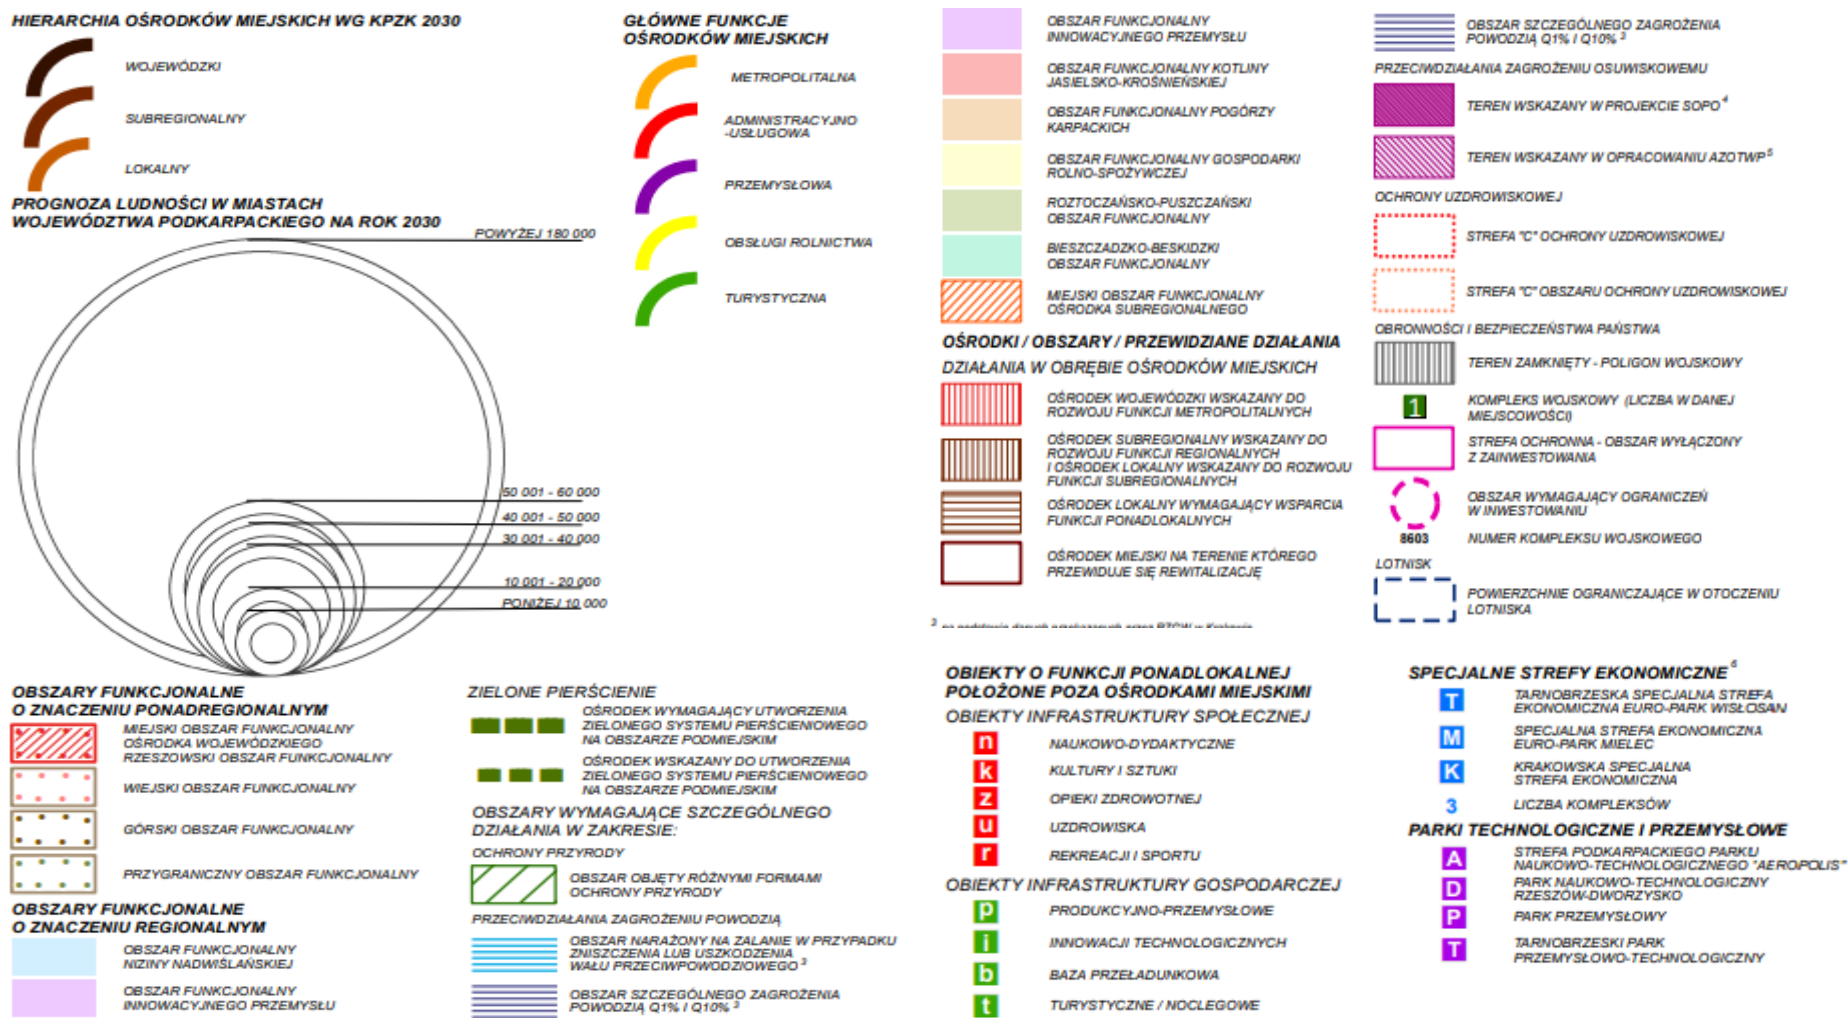 HIERARCHIA OŚRODKÓW MIEJSKICH WG KPZK 2030
WOJEWÓDZKI
SUBREGIONALNY
LOKALNY
PROGNOZA LUDNOŚCI W MIASTACH
WOJEWÓDZTWA PODKARPACKIEGO NA ROK 2030
POWYŻEJ 180 000
50 001 - 60 000
40 001 - 50 000
30 001 - 40 000
10 001 - 20 000
PONIŻEJ 10 000
GŁÓWNE FUNKCJE
OŚRODKÓW MIEJSKICH
METROPOLITALNA
ADMINISTRACYJNO
-USŁUGOWA
PRZEMYSŁOWA
OBSŁUGI ROLNICTWA
TURYSTYCZNA
OBSZAR FUNKCJONALNY
INNOWACYJNEGO PRZEMYSŁU
OBSZAR FUNKCJONALNY KOTLINY
JASIELSKO-KROŚNIEŃSKIEJ
OBSZAR FUNKCJONALNY POGÓRZY
KARPACKICH
OBSZAR FUNKCJONALNY GOSPODARKI
ROLNO-SPOŻYWCZEJ
ROZTOCZAŃSKO-PUSZCZAŃSKI
OBSZAR FUNKCJONALNY
BIESZCZADZKO-BESKIDZKI
OBSZAR FUNKCJONALNY
MIEJSKI OBSZAR FUNKCJONALNY
OŚRODKA SUBREGIONALNEGO
OŚRODKI / OBSZARY / PRZEWIDZIANE DZIAŁANIA
DZIAŁANIA W OBRĘBIE OŚRODKÓW MIEJSKICH
OŚRODEK WOJEWÓDZKI WSKAZANY DO
ROZWOJU FUNKCJI METROPOLITALNYCH
OŚRODEK SUBREGIONALNY WSKAZANY DO
ROZWOJU FUNKCJI REGIONALNYCH
I OŚRODEK LOKALNY WSKAZANY DO ROZWOJU
FUNKCJI SUBREGIONALNYCH
OŚRODEK LOKALNY WYMAGAJĄCY WSPARCIA
FUNKCJI PONADLOKALNYCH
OŚRODEK MIEJSKI NA TERENIE KTÓREGO
PRZEWIDUJE SIĘ REWITALIZACJĘ
3
OBSZAR SZCZEGÓLNEGO ZAGROŻENIA
POWODZIĄ Q1% I Q10% 3
PRZECIWDZIAŁANIA ZAGROŻENIU OSUWISKOWEMU
TEREN WSKAZANY W PROJEKCIE SOPO 4
TEREN WSKAZANY W OPRACOWANIU AZOTWP 5
OCHRONY UZDROWISKOWEJ
STREFA "C" OCHRONY UZDROWISKOWEJ
STREFA "C" OBSZARU OCHRONY UZDROWISKOWEJ
OBRONNOŚCI I BEZPIECZEŃSTWA PAŃSTWA
TEREN ZAMKNIĘTY - POLIGON WOJSKOWY
1 KOMPLEKS WOJSKOWY (LICZBA W DANEJ
MIEJSCOWOŚCI)
STREFA OCHRONNA - OBSZAR WYŁĄCZONY
Z ZAINWESTOWANIA
OBSZAR WYMAGAJĄCY OGRANICZEŃ
W INWESTOWANIU
8603 NUMER KOMPLEKSU WOJSKOWEGO
LOTNISK
POWIERZCHNIE OGRANICZAJĄCE W OTOCZENIU
LOTNISKA
OBSZARY FUNKCJONALNE
O ZNACZENIU PONADREGIONALNYM
MIEJSKI OBSZAR FUNKCJONALNY
OŚRODKA WOJEWÓDZKIEGO
RZESZOWSKI OBSZAR FUNKCJONALNY
WIEJSKI OBSZAR FUNKCJONALNY
GÓRSKI OBSZAR FUNKCJONALNY
PRZYGRANICZNY OBSZAR FUNKCJONALNY
OBSZARY FUNKCJONALNE
O ZNACZENIU REGIONALNYM
OBSZAR FUNKCJONALNY
NIZINY NADWIŚLAŃSKIEJ
OBSZAR FUNKCJONALNY
INNOWACYJNEGO PRZEMYSŁU
ZIELONE PIERŚCIENIE
OŚRODEK WYMAGAJĄCY UTWORZENIA
ZIELONEGO SYSTEMU PIERŚCIENIOWEGO
NA OBSZARZE PODMIEJSKIM
OŚRODEK WSKAZANY DO UTWORZENIA
ZIELONEGO SYSTEMU PIERŚCIENIOWEGO
NA OBSZARZE PODMIEJSKIM
OBSZARY WYMAGAJĄCE SZCZEGÓLNEGO
DZIAŁANIA W ZAKRESIE:
OCHRONY PRZYRODY
OBSZAR OBJĘTY RÓŻNYMI FORMAMI
OCHRONY PRZYRODY
PRZECIWDZIAŁANIA ZAGROŻENIU POWODZIĄ
OBSZAR NARAŻONY NA ZALANIE W PRZYPADKU
ZNISZCZENIA LUB USZKODZENIA
WAŁU PRZECIWPOWODZIOWEGO 3
OBSZAR SZCZEGÓLNEGO ZAGROŻENIA
POWODZIĄ Q1% I Q10% 3
OBIEKTY O FUNKCJI PONADLOKALNEJ
POŁOŻONE POZA OŚRODKAMI MIEJSKIMI
OBIEKTY INFRASTRUKTURY SPOŁECZNEJ
n NAUKOWO-DYDAKTYCZNE
k KULTURY I SZTUKI
z OPIEKI ZDROWOTNEJ
u UZDROWISKA
r REKREACJI I SPORTU
OBIEKTY INFRASTRUKTURY GOSPODARCZEJ
p PRODUKCYJNO-PRZEMYSŁOWE
i INNOWACJI TECHNOLOGICZNYCH
b BAZA PRZEŁADUNKOWA
t TURYSTYCZNE / NOCLEGOWE
SPECJALNE STREFY EKONOMICZNE 6
T TARNOBRZESKA SPECJALNA STREFA
EKONOMICZNA EURO-PARK WISŁOSAN
M SPECJALNA STREFA EKONOMICZNA
EURO-PARK MIELEC
K KRAKOWSKA SPECJALNA
STREFA EKONOMICZNA
3 LICZBA KOMPLEKSÓW
PARKI TECHNOLOGICZNE I PRZEMYSŁOWE
A STREFA PODKARPACKIEGO PARKU
NAUKOWO-TECHNOLOGICZNEGO "AEROPOLIS"
D PARK NAUKOWO-TECHNOLOGICZNY
RZESZÓW-DWORZYSKO
P PARK PRZEMYSŁOWY
T TARNOBRZESKI PARK
PRZEMYSŁOWO-TECHNOLOGICZNY